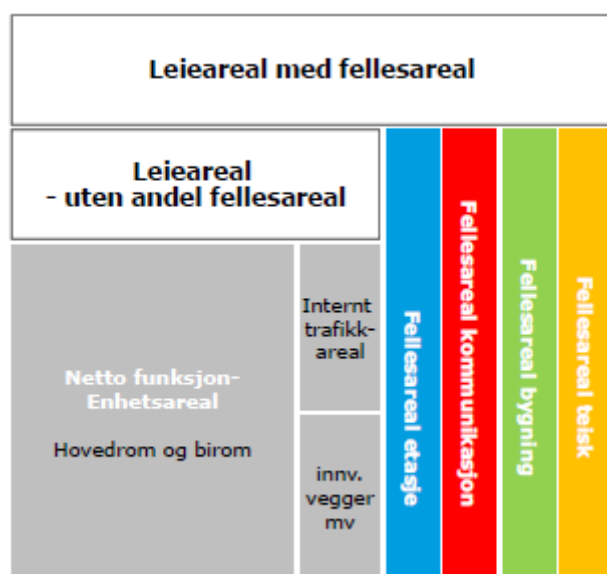 Leieareal med fellesareal
Leieareal
- uten andel fellesareal
Netto funksjon-
Enhetsareal
Hovedrom og birom
Internt
trafikk-
areal
innv.
vegger
mv
Fellesareal etasje
Fellesareal kommunikasjon
Fellesareal bygning
Fellesareal teisk